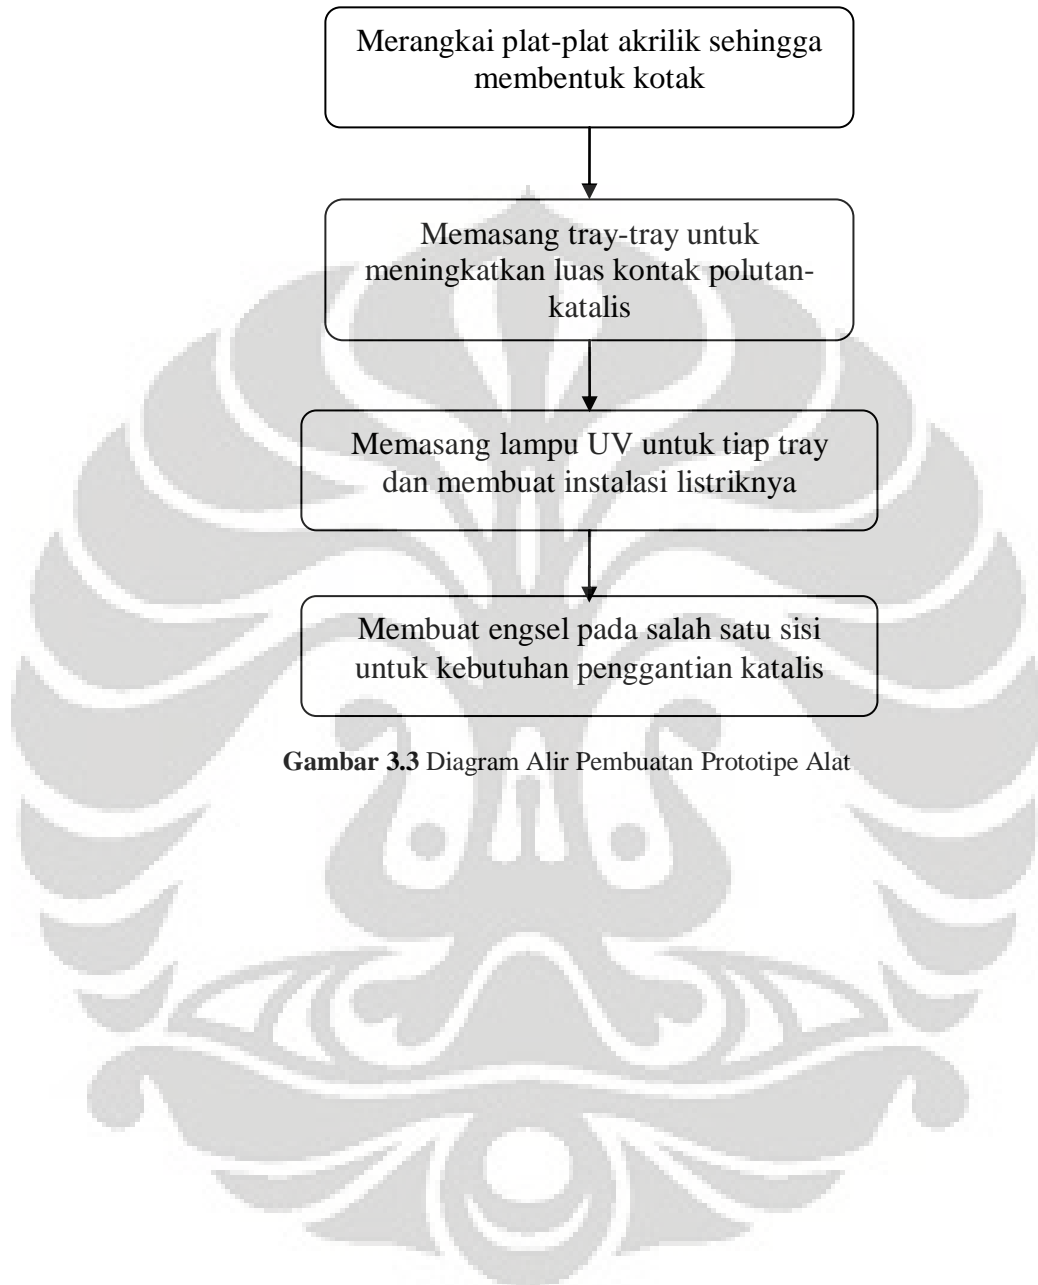 Merangkai plat-plat akrilik sehingga
membentuk kotak
Memasang tray-tray untuk
meningkatkan luas kontak polutan-
katalis
Memasang lampu UV untuk tiap tray
dan membuat instalasi listriknya
Membuat engsel pada salah satu sisi
untuk kebutuhan penggantian katalis
Gambar 3.3 Diagram Alir Pembuatan Prototipe Alat